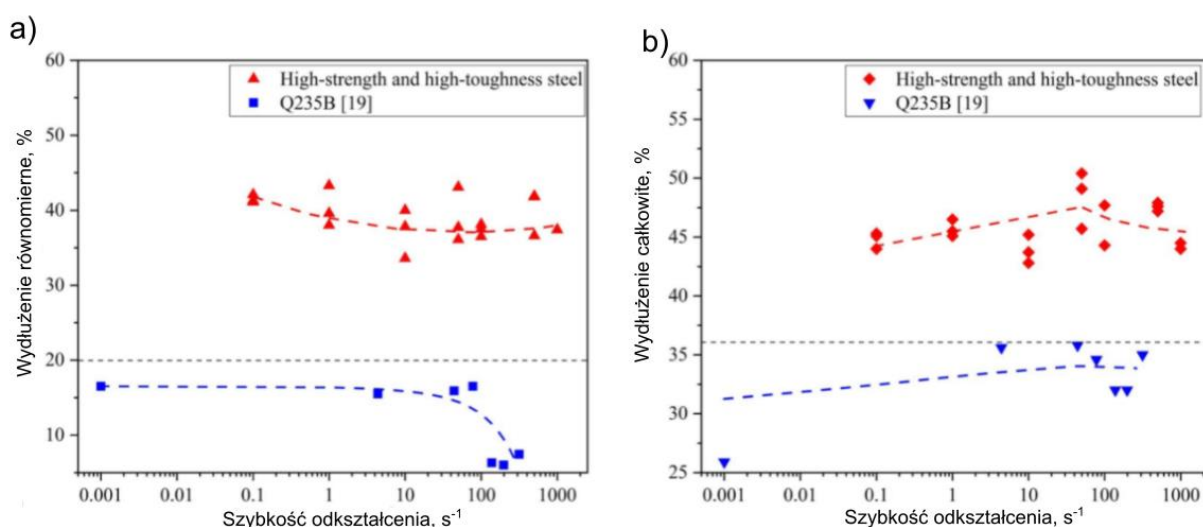 a)
60
50
40
30
20
10
Wydłużenie równomierne, %
High-strength and high-toughness steel
Q235B [19]
0.001 0.01 0.1 1 10 100 1000
Szybkość odkształcenia, s⁻¹
b)
60
55
50
45
40
35
30
25
Wydłużenie całkowite, %
High-strength and high-toughness steel
Q235B [19]
0.001 0.01 0.1 1 10 100 1000
Szybkość odkształcenia, s⁻¹